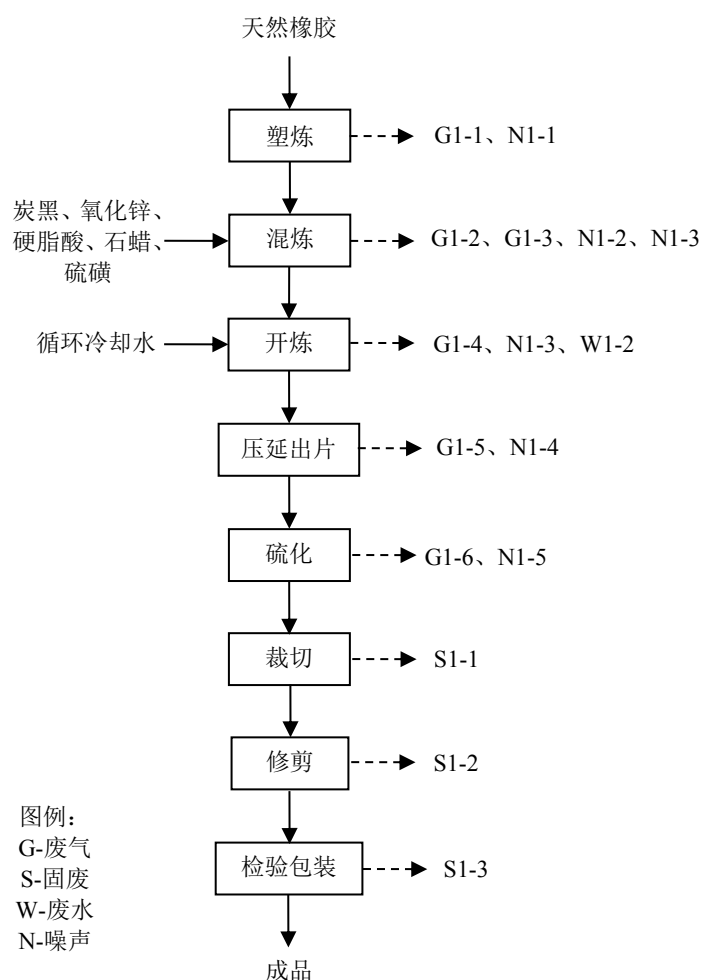 天然橡胶
塑炼
G1-1、N1-1
炭黑、氧化锌、
硬脂酸、石蜡、
硫磺
混炼
G1-2、G1-3、N1-2、N1-3
循环冷却水
开炼
G1-4、N1-3、W1-2
压延出片
G1-5、N1-4
硫化
G1-6、N1-5
裁切
S1-1
修剪
S1-2
检验包装
S1-3
成品
图例：
G-废气
S-固废
W-废水
N-噪声